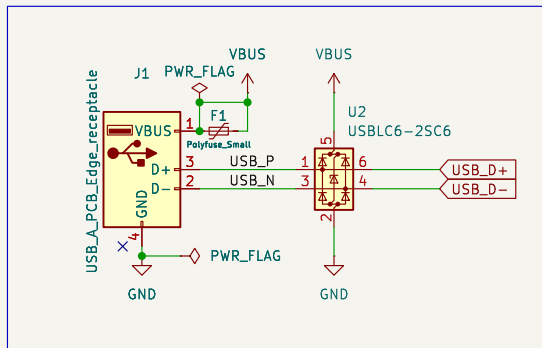 VBUS
VBUS
J1
PWR_FLAG
USB_A_PCB_Edge_receptacle
F1
Polyfuse_Small
U2
USBLC6-2SC6
VBUS
1
5
D+
3
USB_P
1
6
USB_D+
D-
2
USB_N
3
4
USB_D-
GND
4
2
PWR_FLAG
GND
GND